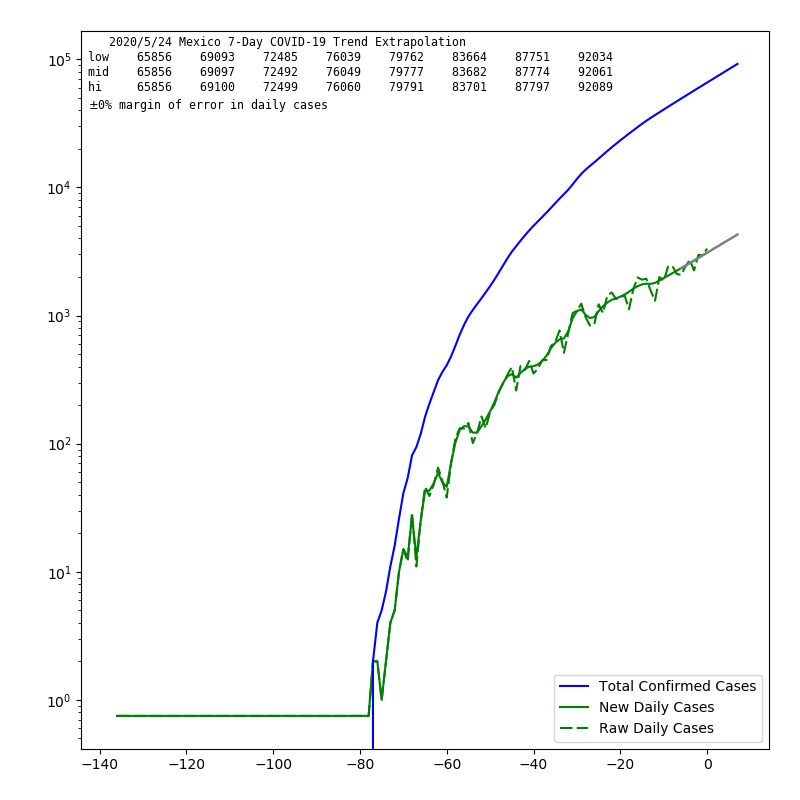 2020/5/24 Mexico 7-Day COVID-19 Trend Extrapolation
low 65856 69093 72485 76039 79762 83664 87751 92034
mid 65856 69097 72492 76049 79777 83682 87774 92061
hi 65856 69100 72499 76060 79791 83701 87797 92089
±0% margin of error in daily cases
10^5
10^4
10^3
10^2
10^1
10^0
Total Confirmed Cases
New Daily Cases
Raw Daily Cases
−140 −120 −100 −80 −60 −40 −20 0